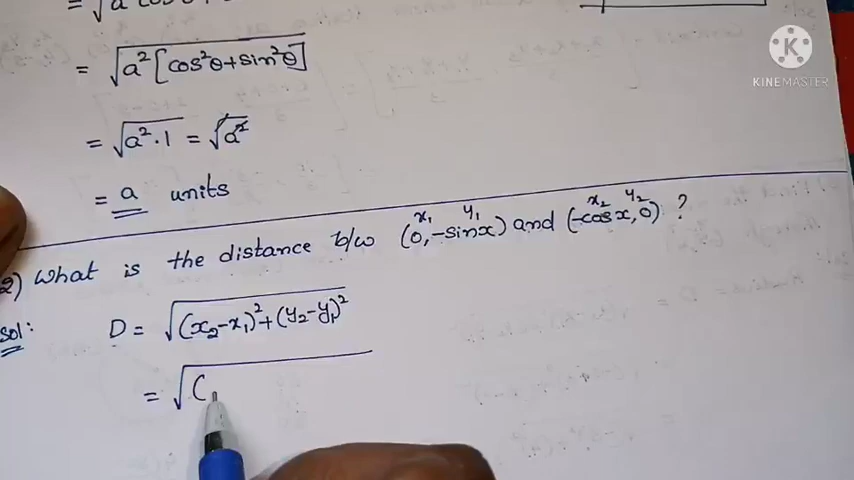 = √a cos
= √a²[cos²θ+sin²θ]
= √a².1 = √a²
= a units
2) What is the distance b/w (0,-sinx) and (-cosx,0) ?
x₁ y₁ x₂ y₂
Sol: D = √(x₂-x₁)²+(y₂-y₁)²
= √(
K
KINEMASTER